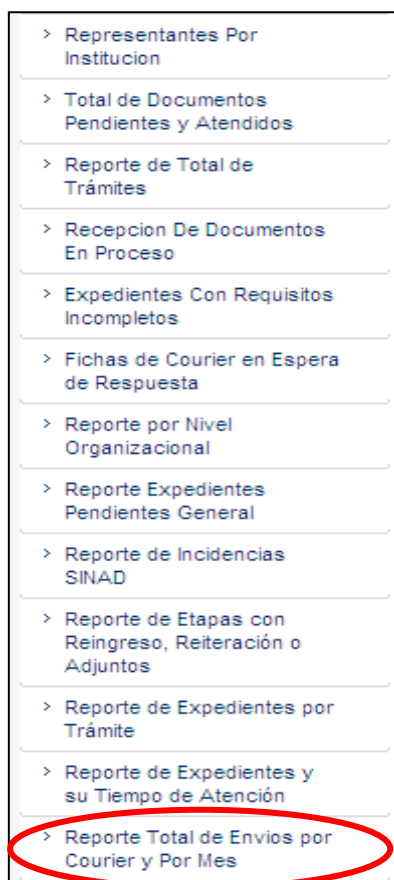 > Representantes Por
Institucion
> Total de Documentos
Pendientes y Atendidos
> Reporte de Total de
Trámites
> Recepcion De Documentos
En Proceso
> Expedientes Con Requisitos
Incompletos
> Fichas de Courier en Espera
de Respuesta
> Reporte por Nivel
Organizacional
> Reporte Expedientes
Pendientes General
> Reporte de Incidencias
SINAD
> Reporte de Etapas con
Reingreso, Reiteración o
Adjuntos
> Reporte de Expedientes por
Trámite
> Reporte de Expedientes y
su Tiempo de Atención
> Reporte Total de Envios por
Courier y Por Mes